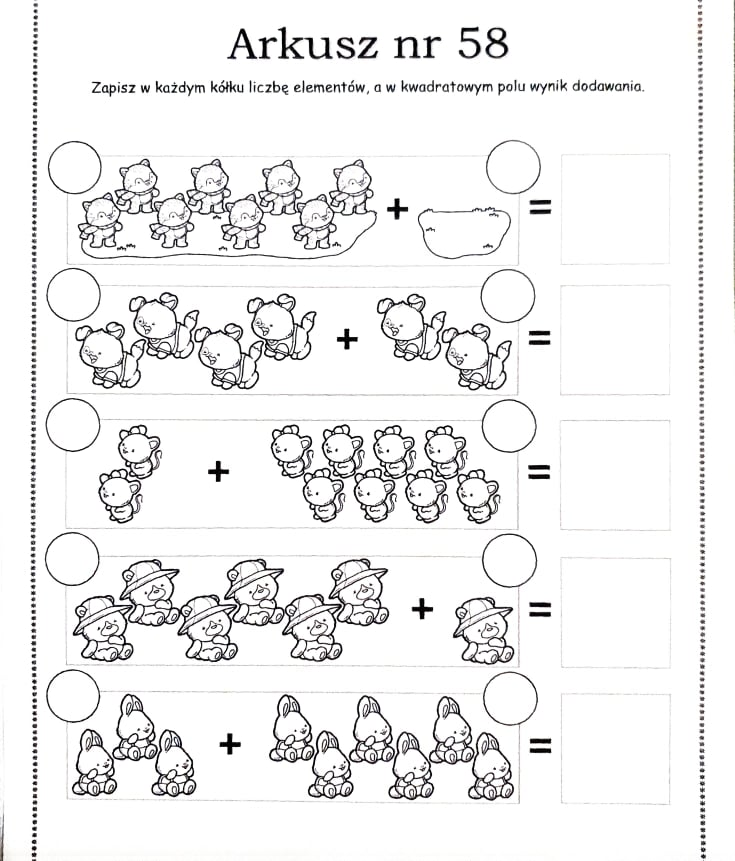 Arkusz nr 58
Zapisz w każdym kółku liczbę elementów, a w kwadratowym polu wynik dodawania.
+ =
+ =
+ =
+ =
+ =